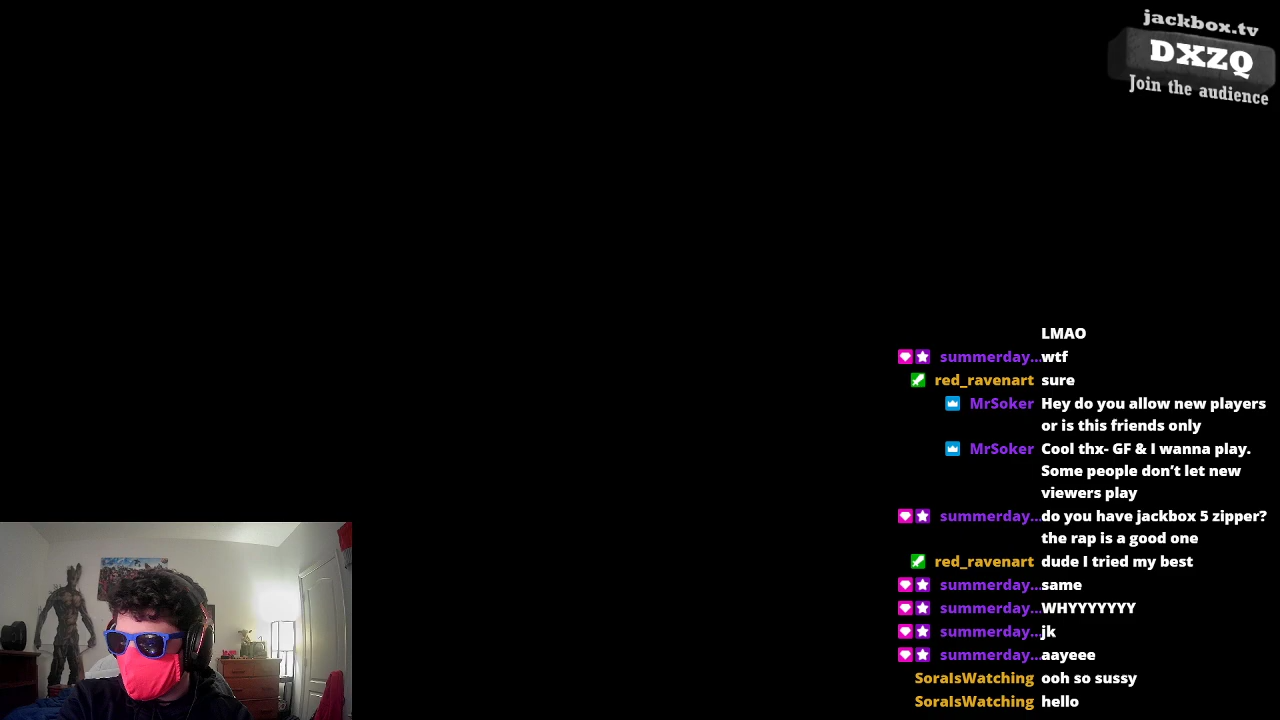 jackbox.tv
DXZQ
Join the audience
LMAO
summerday...wtf
red_ravenart sure
MrSoker Hey do you allow new players
or is this friends only
MrSoker Cool thx- GF & I wanna play.
Some people don't let new
viewers play
summerday...do you have jackbox 5 zipper?
the rap is a good one
red_ravenart dude I tried my best
summerday...same
summerday...WHYYYYYYY
summerday...jk
summerday...aayeee
SoraIsWatching ooh so sussy
SoraIsWatching hello